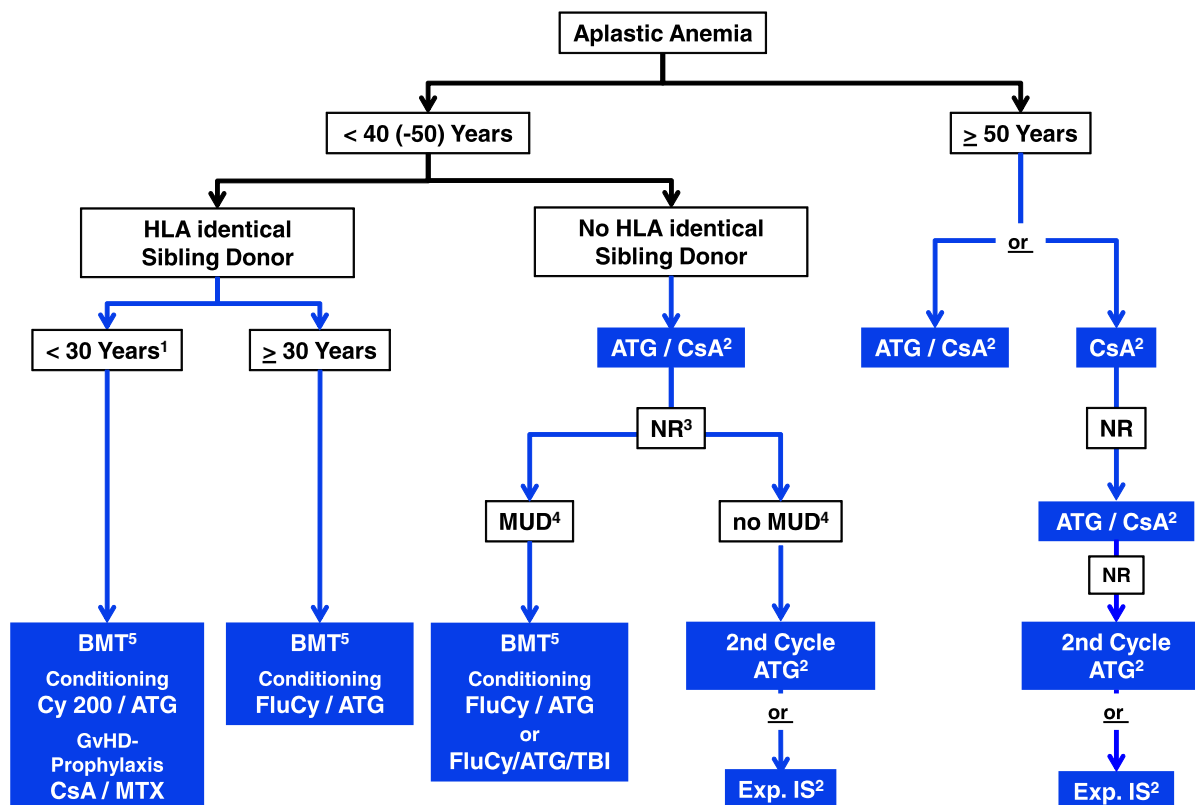 Aplastic Anemia
< 40 (-50) Years
≥ 50 Years
HLA identical
Sibling Donor
No HLA identical
Sibling Donor
or
< 30 Years¹
≥ 30 Years
ATG / CsA²
ATG / CsA²
CsA²
NR³
NR
MUD⁴
no MUD⁴
ATG / CsA²
NR
BMT⁵
Conditioning
Cy 200 / ATG
GvHD-
Prophylaxis
CsA / MTX
BMT⁵
Conditioning
FluCy / ATG
BMT⁵
Conditioning
FluCy / ATG
or
FluCy/ATG/TBI
2nd Cycle
ATG²
or
Exp. IS²
2nd Cycle
ATG²
or
Exp. IS²